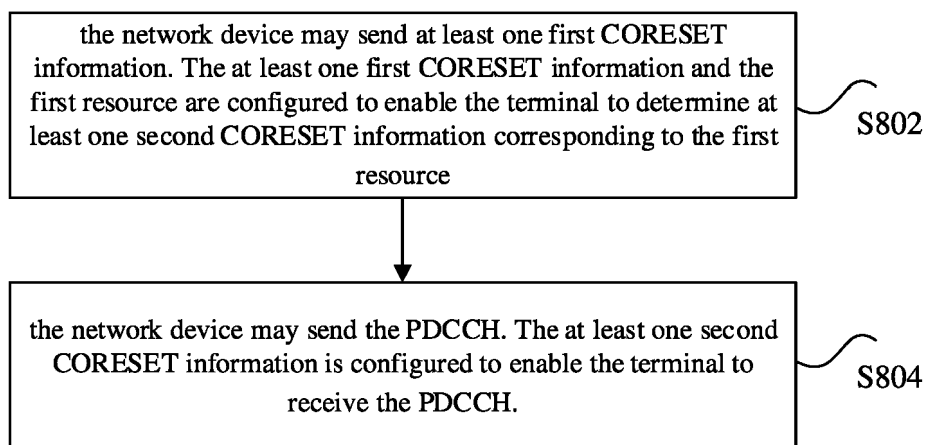 the network device may send at least one first CORESET
information. The at least one first CORESET information and the
first resource are configured to enable the terminal to determine at
least one second CORESET information corresponding to the first
resource
S802
the network device may send the PDCCH. The at least one second
CORESET information is configured to enable the terminal to
receive the PDCCH.
S804